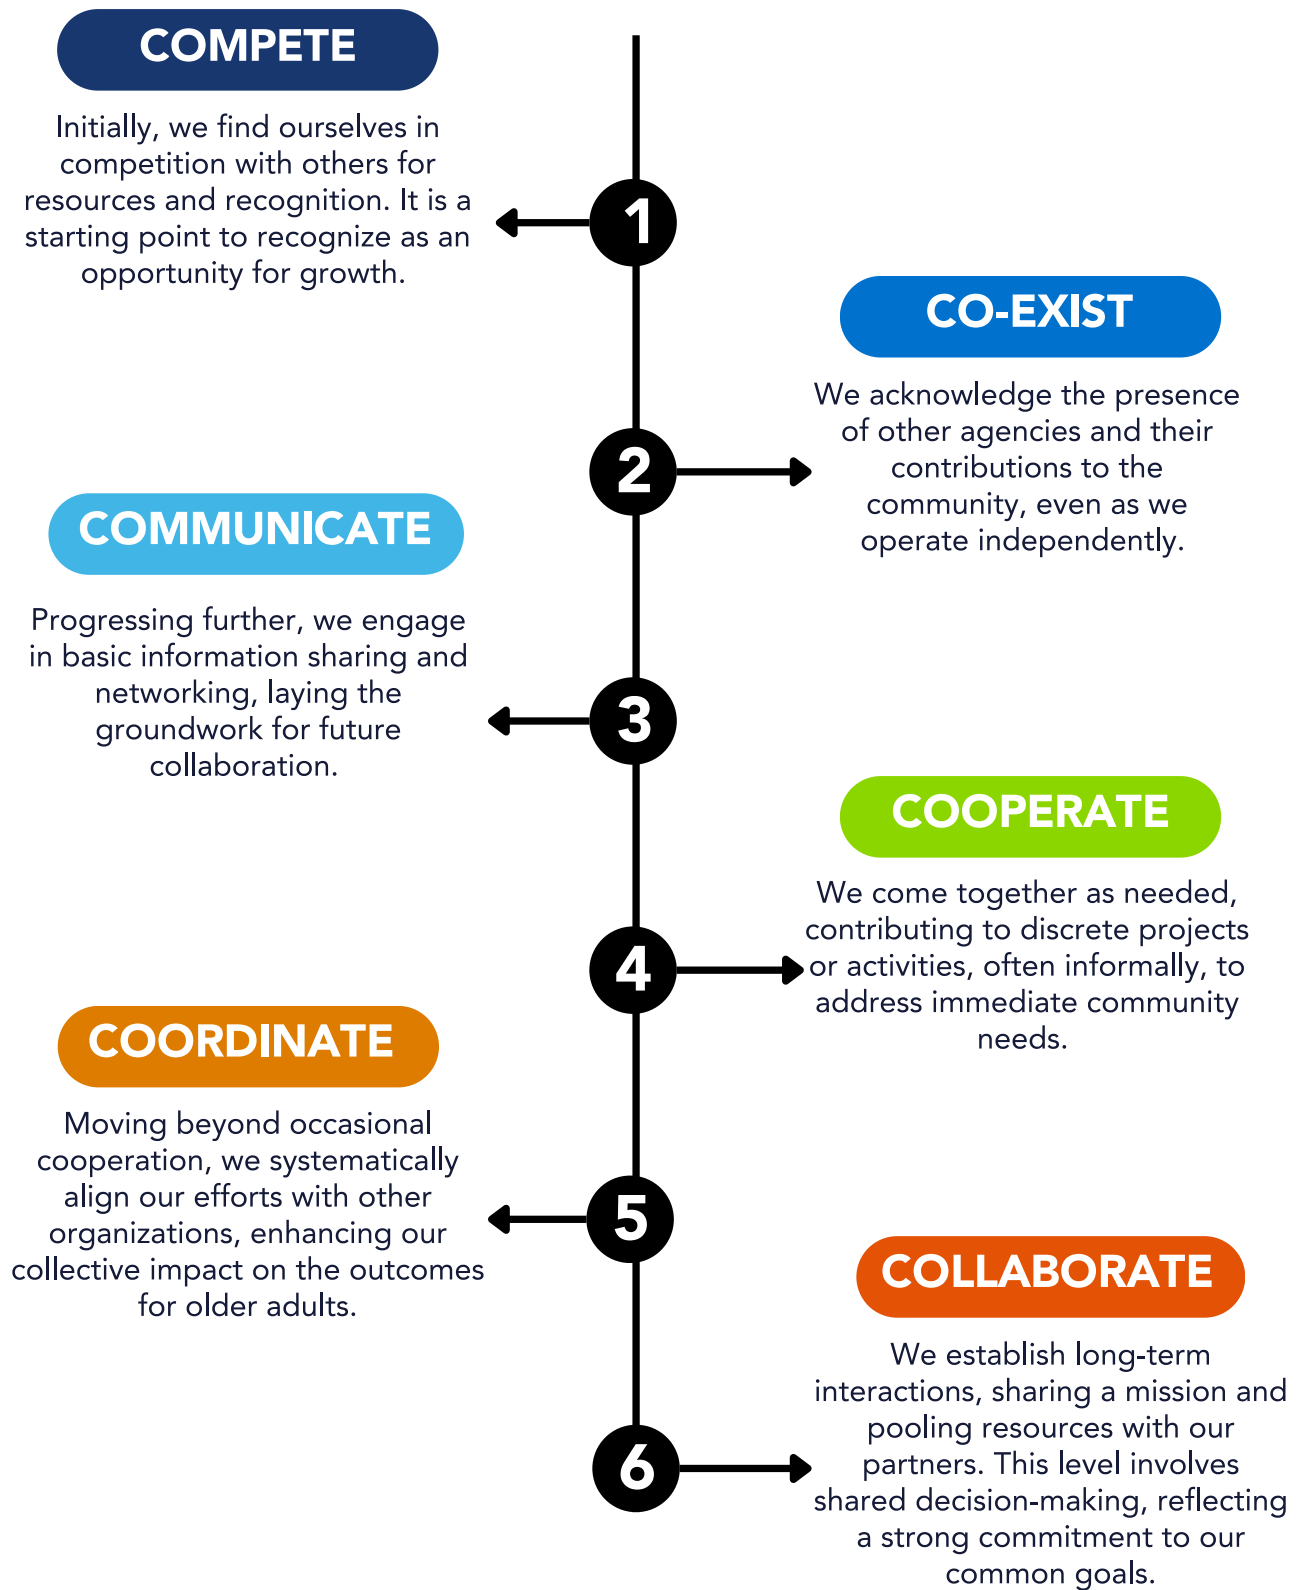 COMPETE
Initially, we find ourselves in
competition with others for
resources and recognition. It is a
starting point to recognize as an
opportunity for growth.
1
CO-EXIST
We acknowledge the presence
of other agencies and their
contributions to the
community, even as we
operate independently.
2
COMMUNICATE
Progressing further, we engage
in basic information sharing and
networking, laying the
groundwork for future
collaboration.
3
COOPERATE
We come together as needed,
contributing to discrete projects
or activities, often informally, to
address immediate community
needs.
4
COORDINATE
Moving beyond occasional
cooperation, we systematically
align our efforts with other
organizations, enhancing our
collective impact on the outcomes
for older adults.
5
COLLABORATE
We establish long-term
interactions, sharing a mission and
pooling resources with our
partners. This level involves
shared decision-making, reflecting
a strong commitment to our
common goals.
6